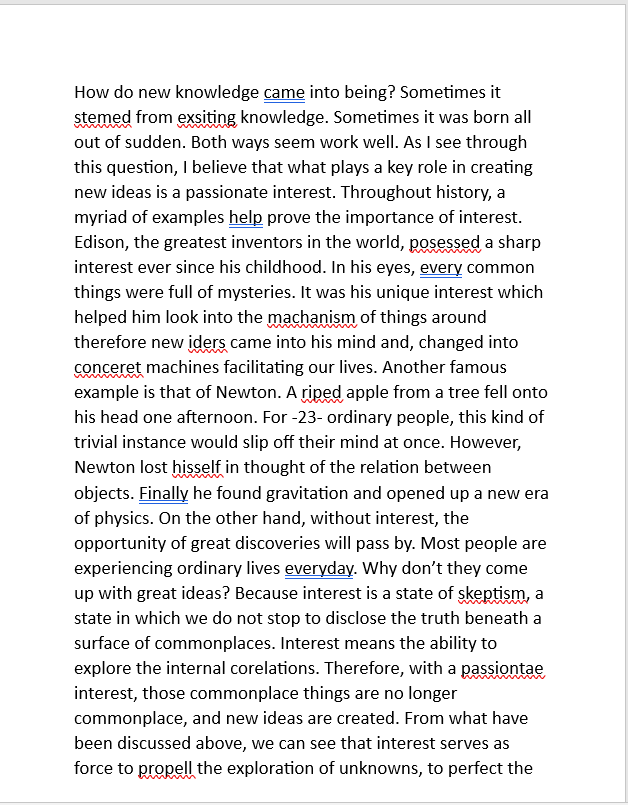 How do new knowledge came into being? Sometimes it
stemed from exsiting knowledge. Sometimes it was born all
out of sudden. Both ways seem work well. As I see through
this question, I believe that what plays a key role in creating
new ideas is a passionate interest. Throughout history, a
myriad of examples help prove the importance of interest.
Edison, the greatest inventors in the world, posessed a sharp
interest ever since his childhood. In his eyes, every common
things were full of mysteries. It was his unique interest which
helped him look into the machanism of things around
therefore new iders came into his mind and, changed into
conceret machines facilitating our lives. Another famous
example is that of Newton. A riped apple from a tree fell onto
his head one afternoon. For -23- ordinary people, this kind of
trivial instance would slip off their mind at once. However,
Newton lost hisself in thought of the relation between
objects. Finally he found gravitation and opened up a new era
of physics. On the other hand, without interest, the
opportunity of great discoveries will pass by. Most people are
experiencing ordinary lives everyday. Why don’t they come
up with great ideas? Because interest is a state of skeptism, a
state in which we do not stop to disclose the truth beneath a
surface of commonplaces. Interest means the ability to
explore the internal corelations. Therefore, with a passiontae
interest, those commonplace things are no longer
commonplace, and new ideas are created. From what have
been discussed above, we can see that interest serves as
force to propell the exploration of unknowns, to perfect the